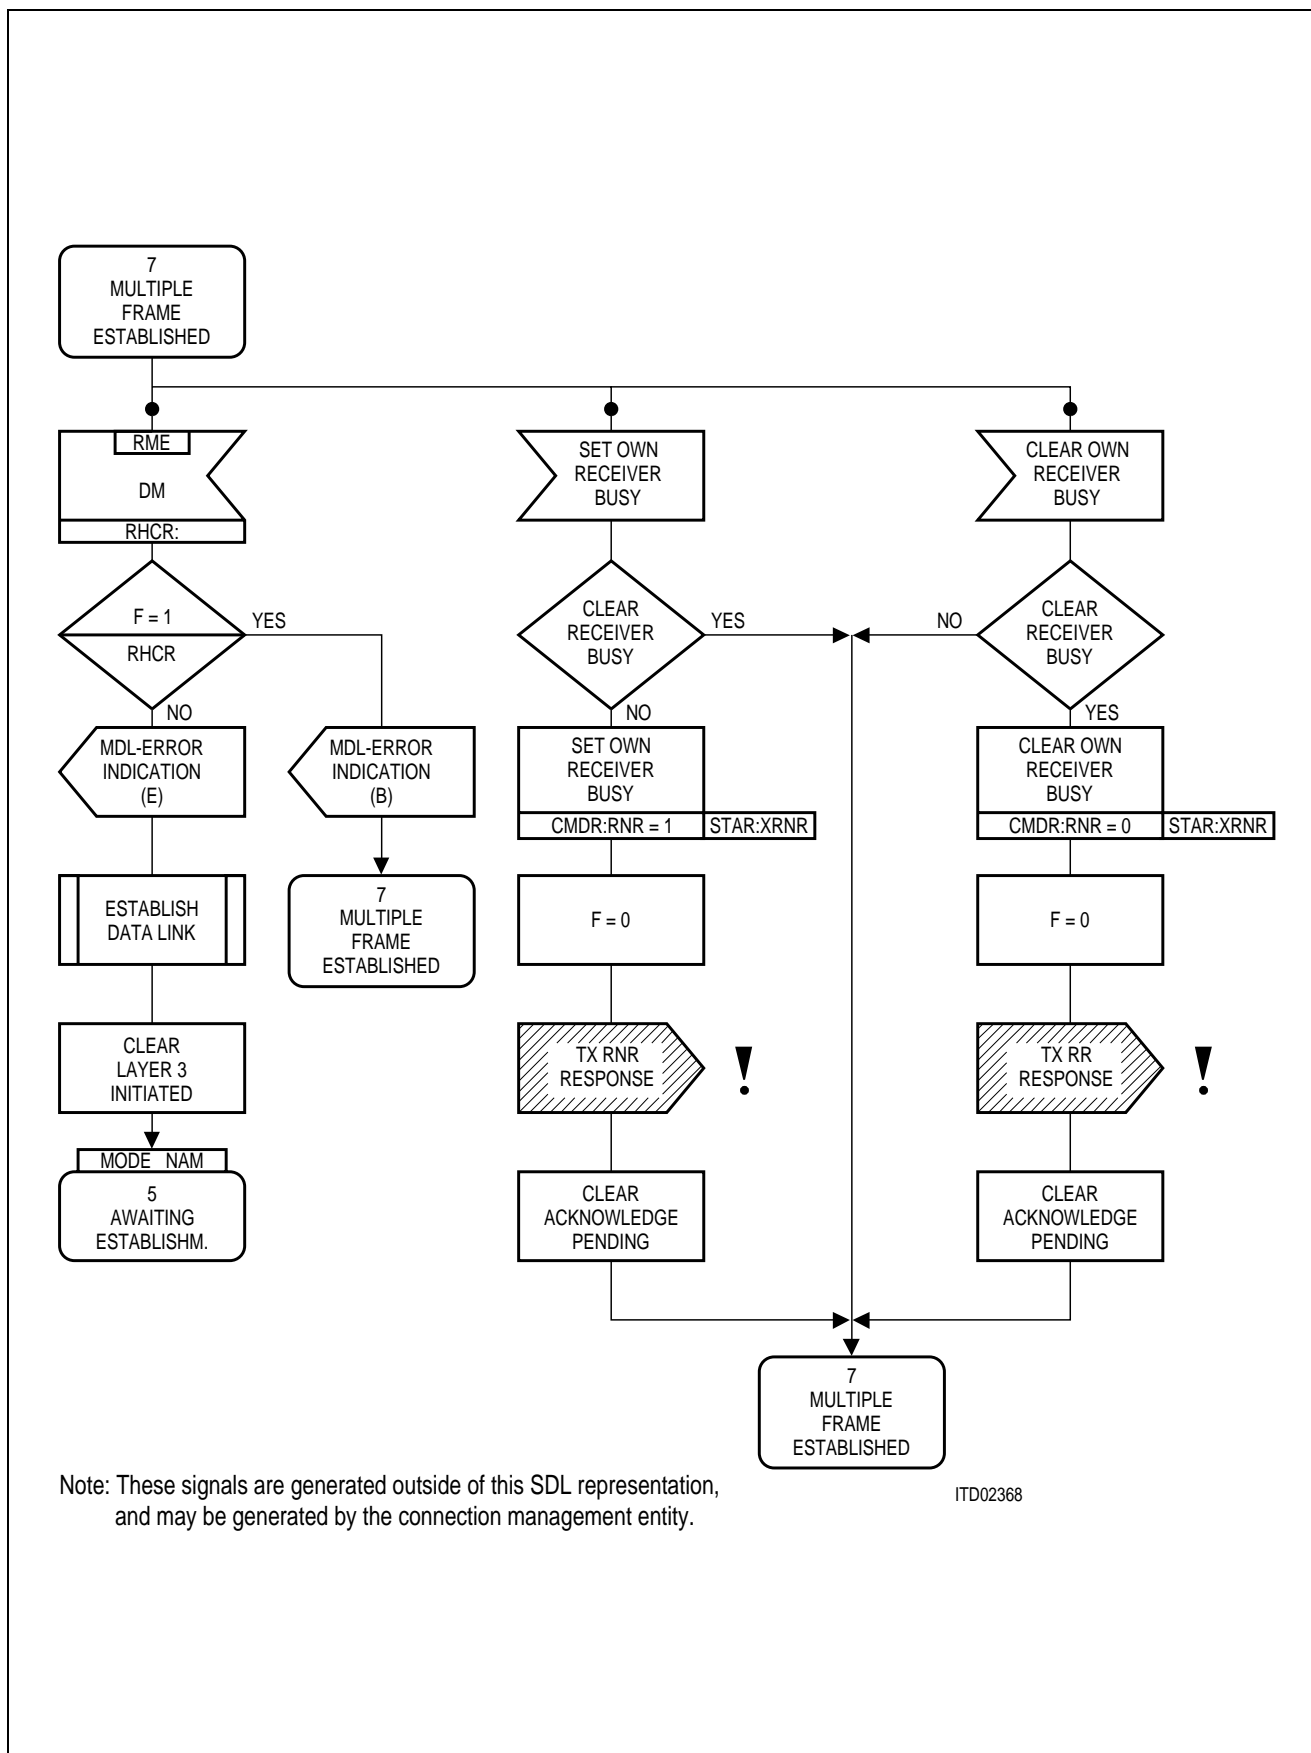 7
MULTIPLE
FRAME
ESTABLISHED
RME
DM
RHCR:
SET OWN
RECEIVER
BUSY
CLEAR OWN
RECEIVER
BUSY
F = 1
RHCR
YES
NO
CLEAR
RECEIVER
BUSY
YES
NO
NO
CLEAR
RECEIVER
BUSY
YES
MDL-ERROR
INDICATION
(E)
MDL-ERROR
INDICATION
(B)
SET OWN
RECEIVER
BUSY
CMDR:RNR = 1
STAR:XRNR
CLEAR OWN
RECEIVER
BUSY
CMDR:RNR = 0
STAR:XRNR
ESTABLISH
DATA LINK
7
MULTIPLE
FRAME
ESTABLISHED
F = 0
F = 0
CLEAR
LAYER 3
INITIATED
TX RNR
RESPONSE
!
TX RR
RESPONSE
!
MODE NAM
5
AWAITING
ESTABLISHM.
CLEAR
ACKNOWLEDGE
PENDING
CLEAR
ACKNOWLEDGE
PENDING
7
MULTIPLE
FRAME
ESTABLISHED
Note: These signals are generated outside of this SDL representation,
and may be generated by the connection management entity.
ITD02368